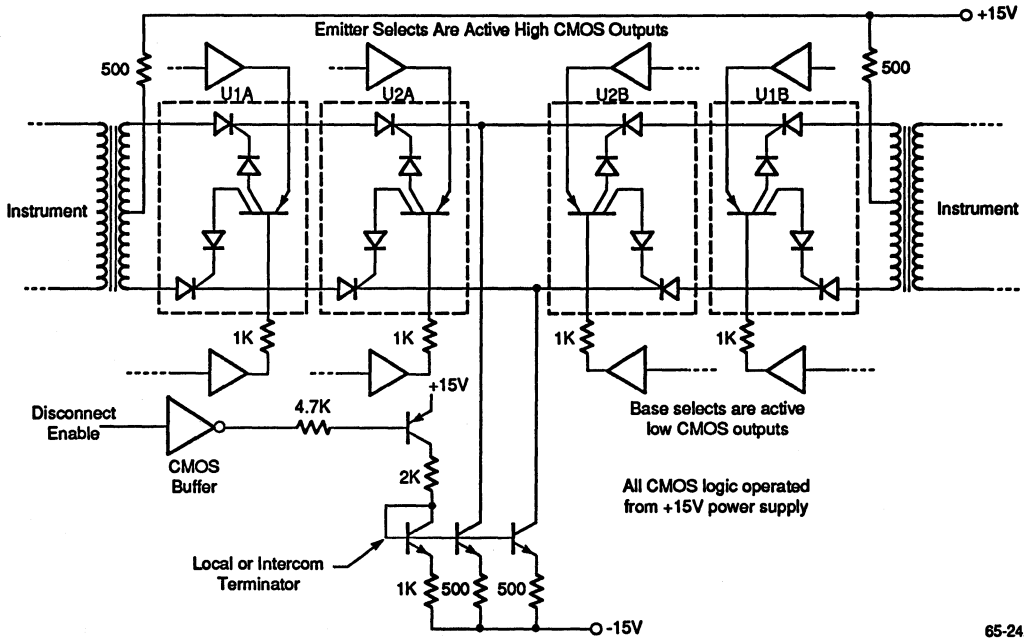 +15V
Emitter Selects Are Active High CMOS Outputs
500
500
U1A
U2A
U2B
U1B
Instrument
Instrument
1K
1K
1K
1K
+15V
Disconnect
Enable
4.7K
Base selects are active
low CMOS outputs
CMOS
Buffer
2K
All CMOS logic operated
from +15V power supply
Local or Intercom
Terminator
1K
500
500
-15V
65-24